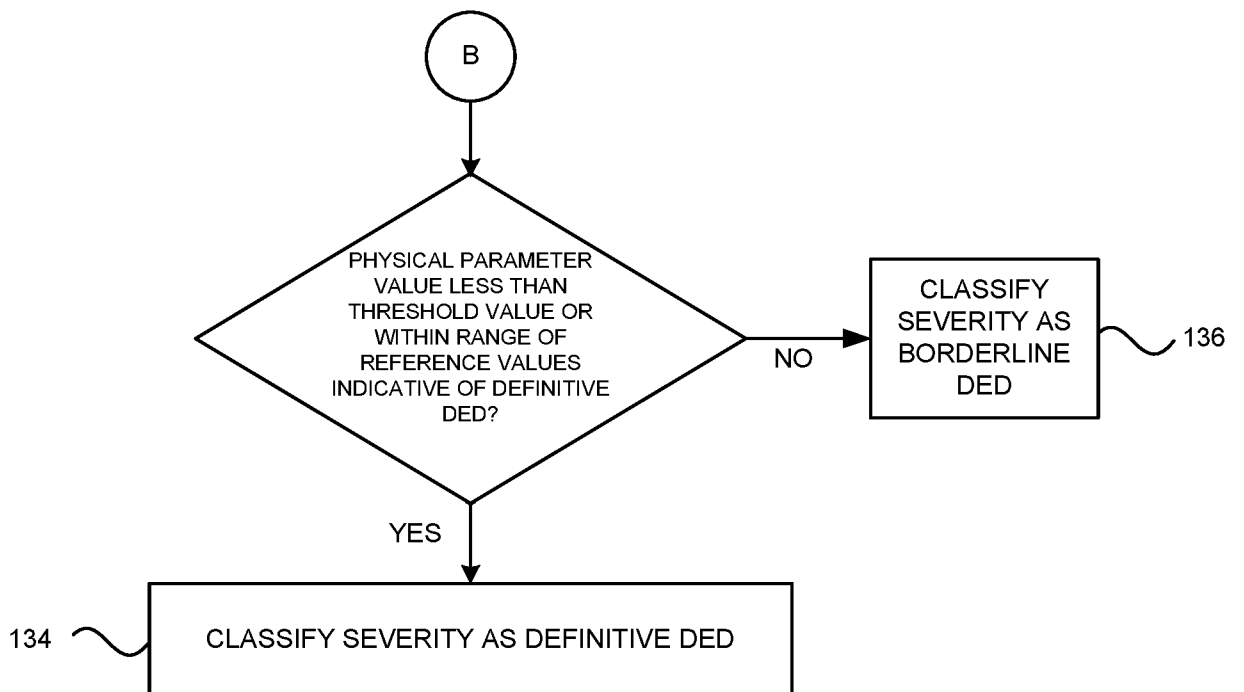 B
PHYSICAL PARAMETER
VALUE LESS THAN
THRESHOLD VALUE OR
WITHIN RANGE OF
REFERENCE VALUES
INDICATIVE OF DEFINITIVE
DED?
NO
CLASSIFY
SEVERITY AS
BORDERLINE
DED
136
YES
134
CLASSIFY SEVERITY AS DEFINITIVE DED